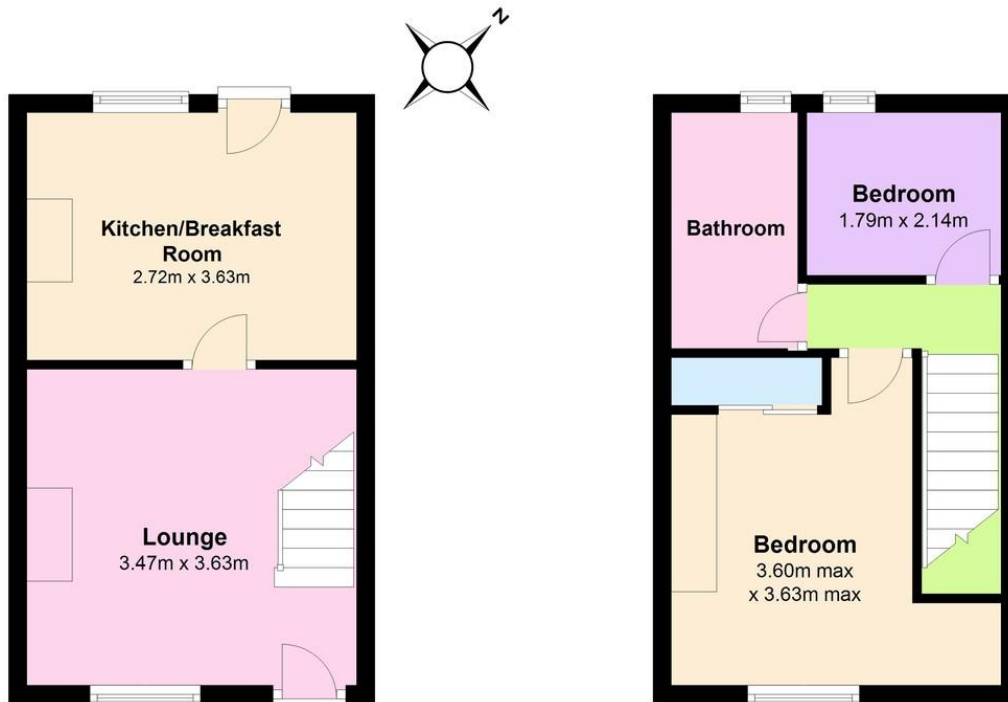 N
Kitchen/Breakfast
Room
2.72m x 3.63m
Lounge
3.47m x 3.63m
Bathroom
Bedroom
1.79m x 2.14m
Bedroom
3.60m max
x 3.63m max